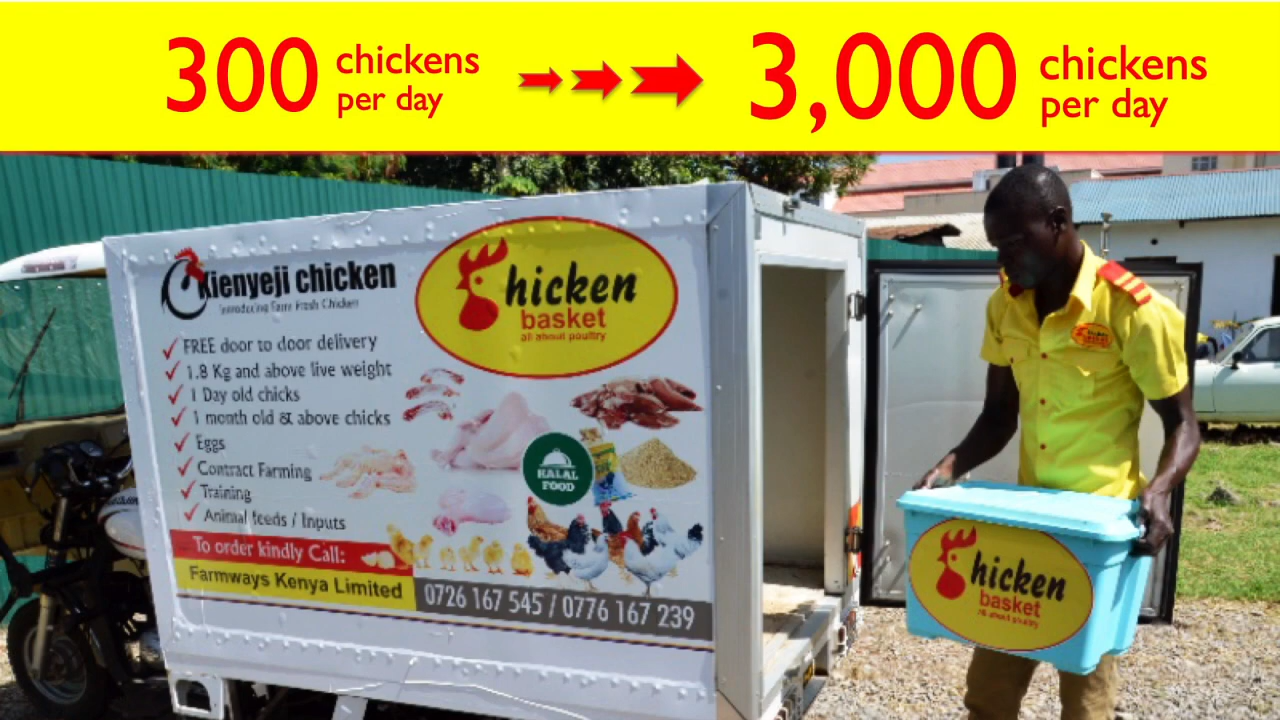 300 chickens per day
3,000 chickens per day
Kienyeji chicken
Introducing Farm Fresh Chicken
Chicken
basket
all about poultry
FREE door to door delivery
1.8 Kg and above live weight
1 Day old chicks
1 month old & above chicks
Eggs
Contract Farming
Training
Animal feeds / Inputs
HALAL
FOOD
To order kindly Call:
Farmways Kenya Limited
0726 167 545 / 0776 167 239
Chicken
basket
all about poultry